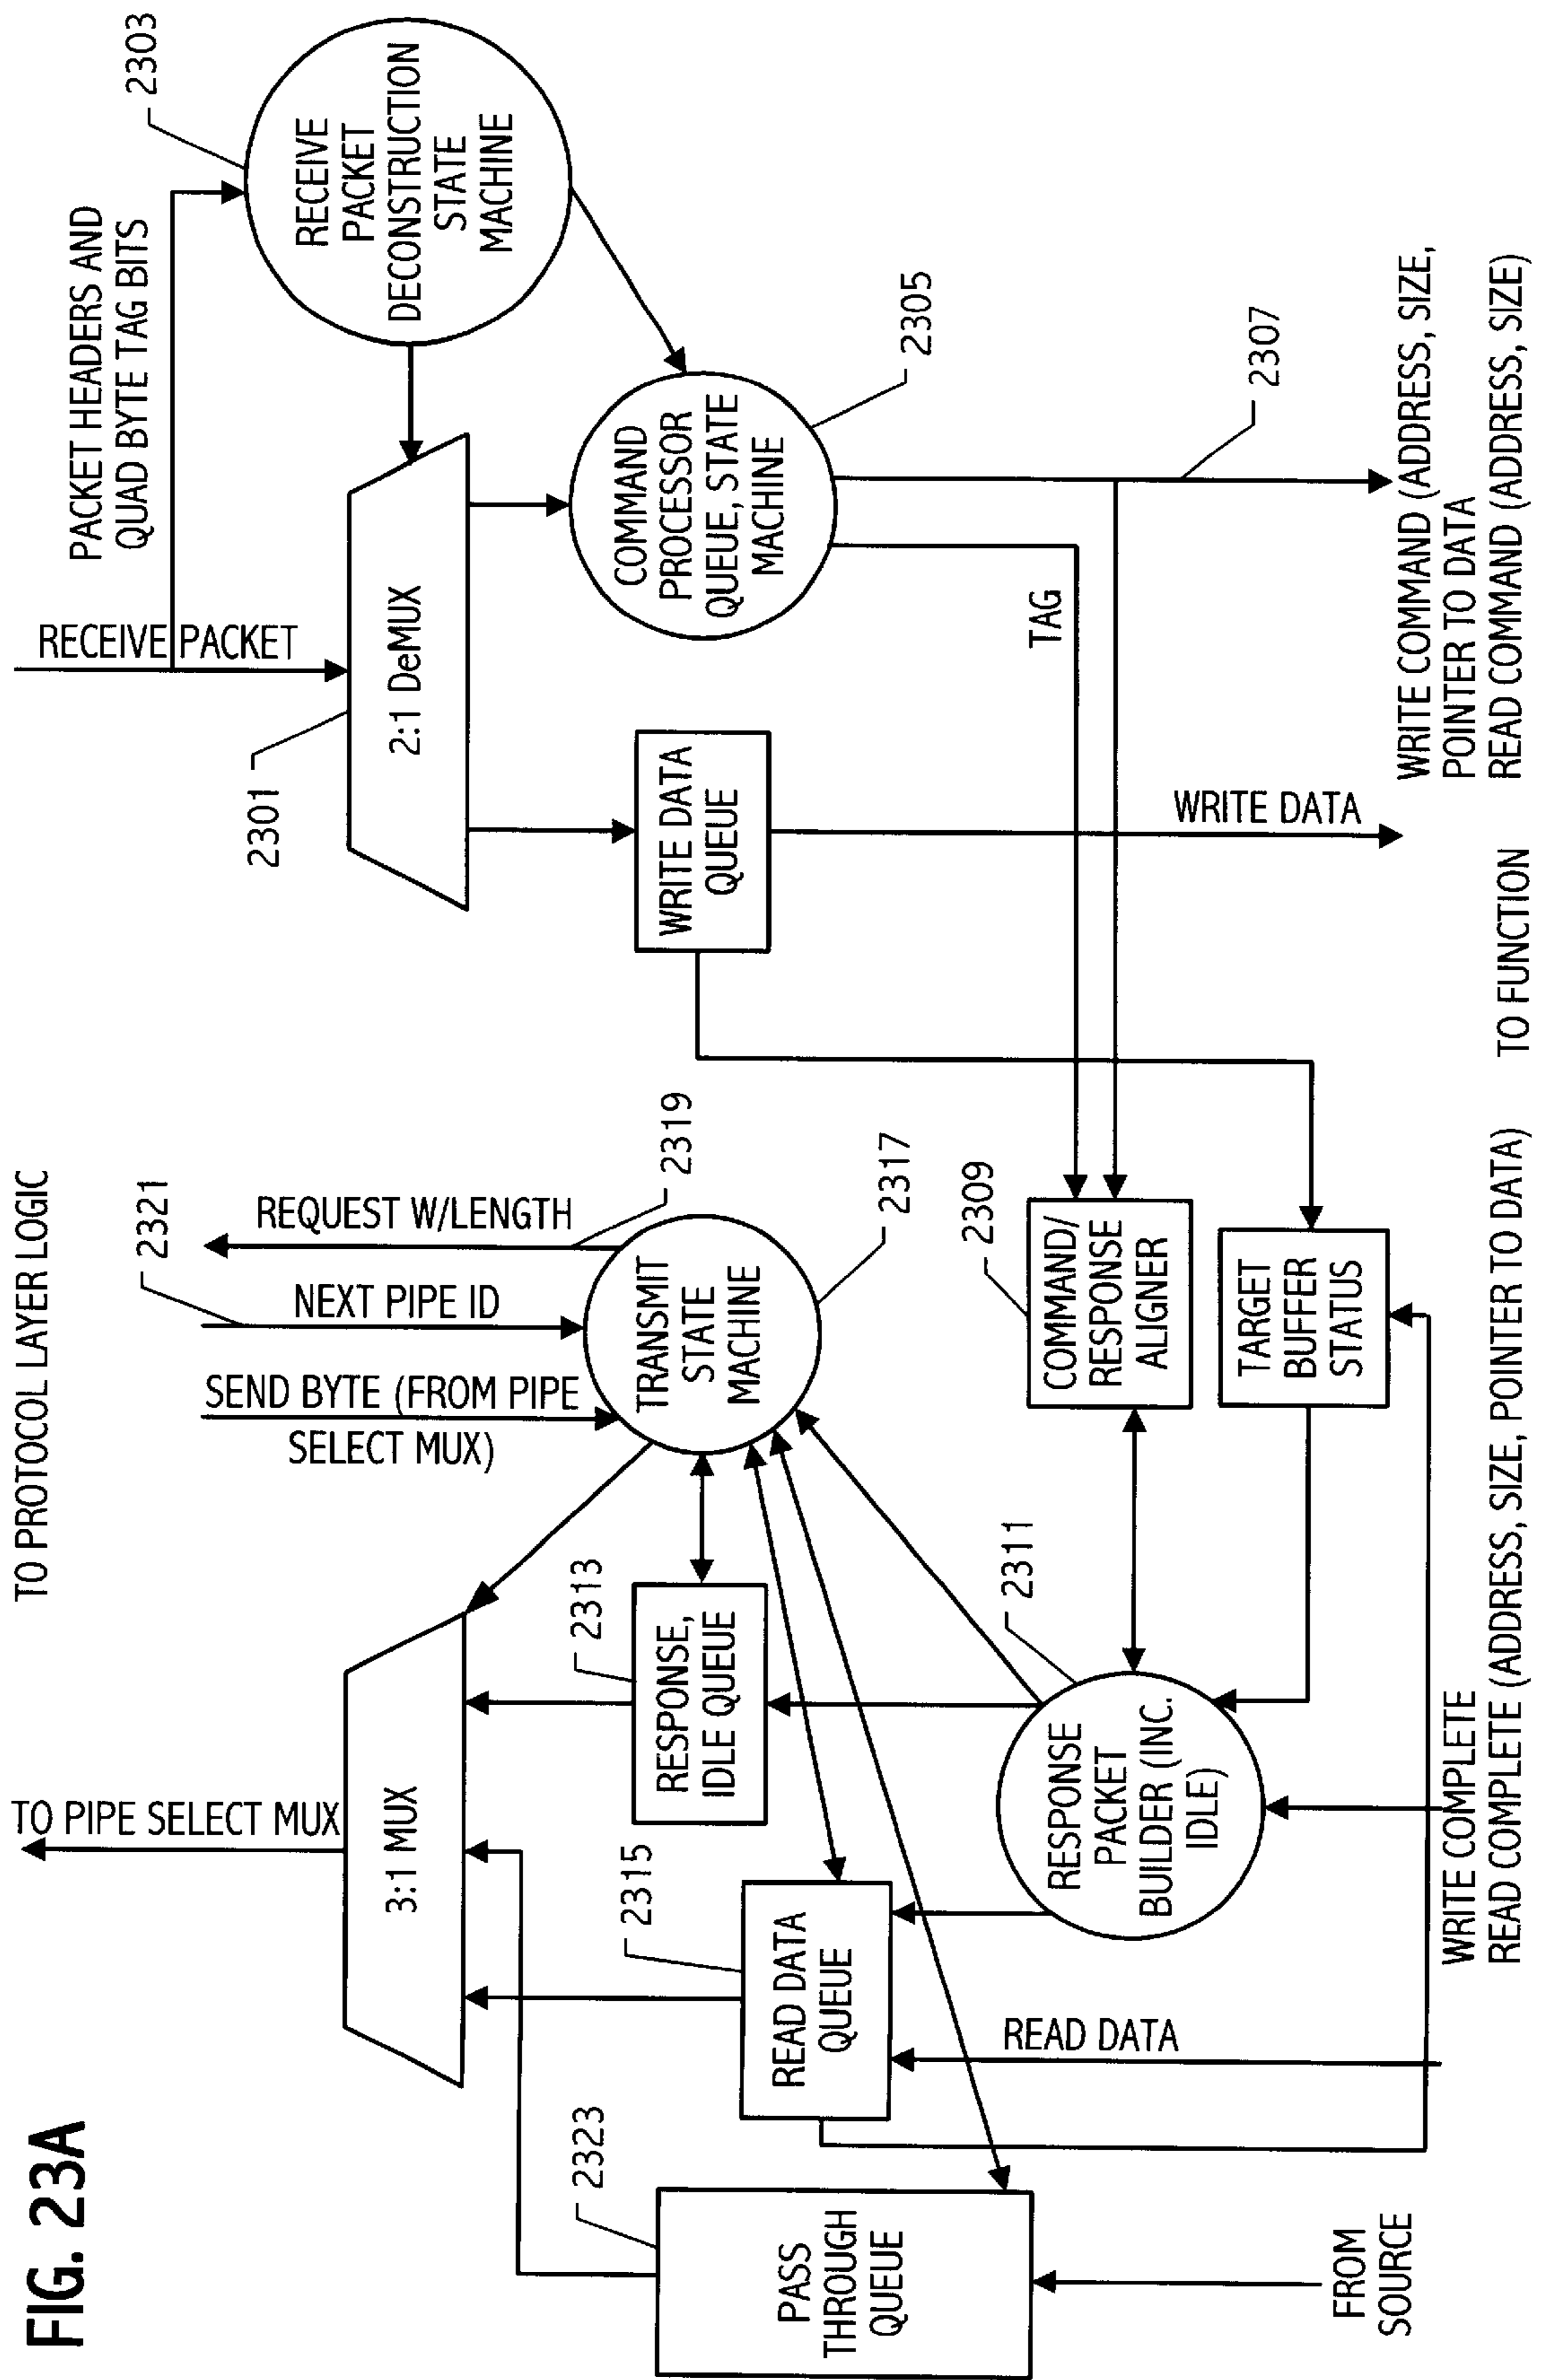 FIG. 23A
TO PROTOCOL LAYER LOGIC
TO PIPE SELECT MUX
3:1 MUX
SEND BYTE (FROM PIPE
SELECT MUX)
NEXT PIPE ID
2321
REQUEST W/LENGTH
2319
TRANSMIT
STATE
MACHINE
2317
RESPONSE,
IDLE QUEUE
2313
READ DATA
QUEUE
2315
PASS
THROUGH
QUEUE
2323
FROM
SOURCE
READ DATA
RESPONSE
PACKET
BUILDER (INC.
IDLE)
2311
COMMAND/
RESPONSE
ALIGNER
2309
TARGET
BUFFER
STATUS
WRITE COMPLETE
READ COMPLETE (ADDRESS, SIZE, POINTER TO DATA)
TO FUNCTION
RECEIVE PACKET
PACKET HEADERS AND
QUAD BYTE TAG BITS
2301
2:1 DeMUX
RECEIVE
PACKET
DECONSTRUCTION
STATE
MACHINE
2303
WRITE DATA
QUEUE
COMMAND
PROCESSOR
QUEUE, STATE
MACHINE
2305
TAG
WRITE DATA
2307
WRITE COMMAND (ADDRESS, SIZE,
POINTER TO DATA
READ COMMAND (ADDRESS, SIZE)